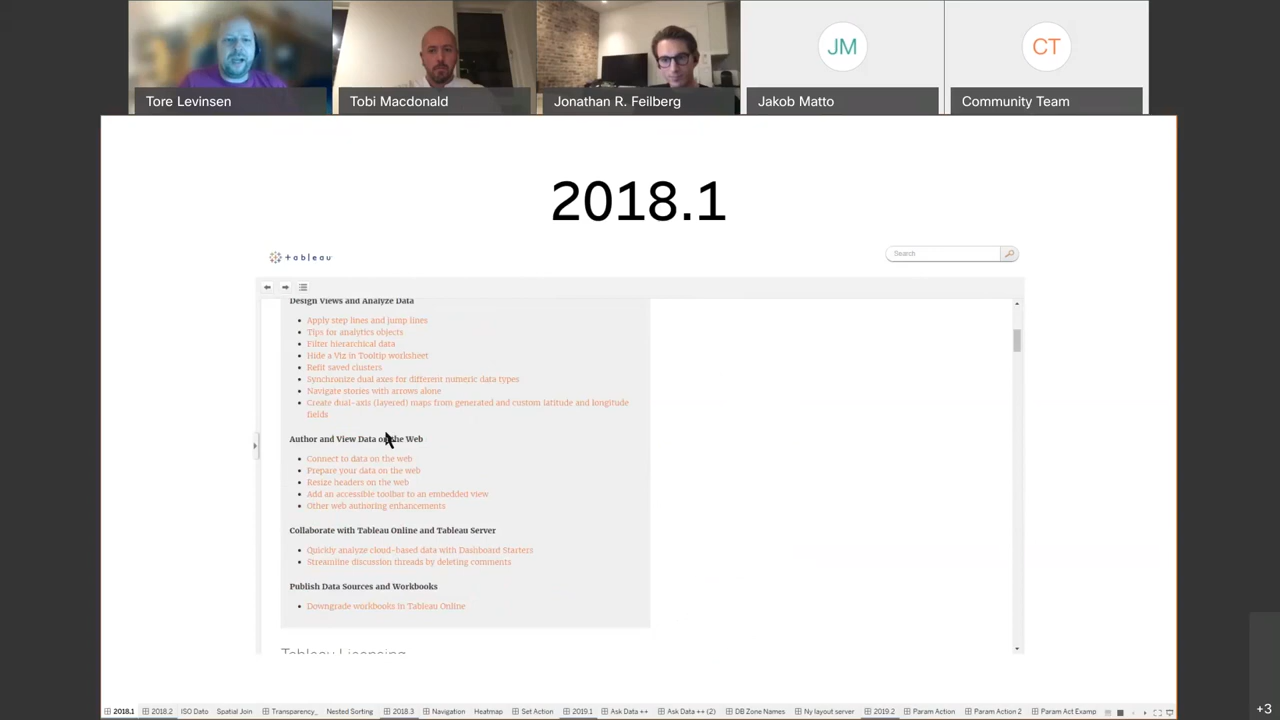 Tore Levinsen
Tobi Macdonald
Jonathan R. Feilberg
JM
Jakob Matto
CT
Community Team
2018.1
+ a b l e a u
Search
Design Views and Analyze Data
Apply step lines and jump lines
Tips for analytics objects
Filter hierarchical data
Hide a Viz in Tooltip worksheet
Refit saved clusters
Synchronize dual axes for different numeric data types
Navigate stories with arrows alone
Create dual-axis (layered) maps from generated and custom latitude and longitude
fields
Author and View Data on the Web
Connect to data on the web
Prepare your data on the web
Resize headers on the web
Add an accessible toolbar to an embedded view
Other web authoring enhancements
Collaborate with Tableau Online and Tableau Server
Quickly analyze cloud-based data with Dashboard Starters
Streamline discussion threads by deleting comments
Publish Data Sources and Workbooks
Downgrade workbooks in Tableau Online
Tableau Licensing
+3
2018.1 2018.2 ISO Dato Spatial Join Transparency_ Nested Sorting 2018.3 Navigation Heatmap Set Action 2019.1 Ask Data ++ Ask Data ++ (2) DB Zone Names Ny layout server 2019.2 Param Action Param Action 2 Param Act Examp